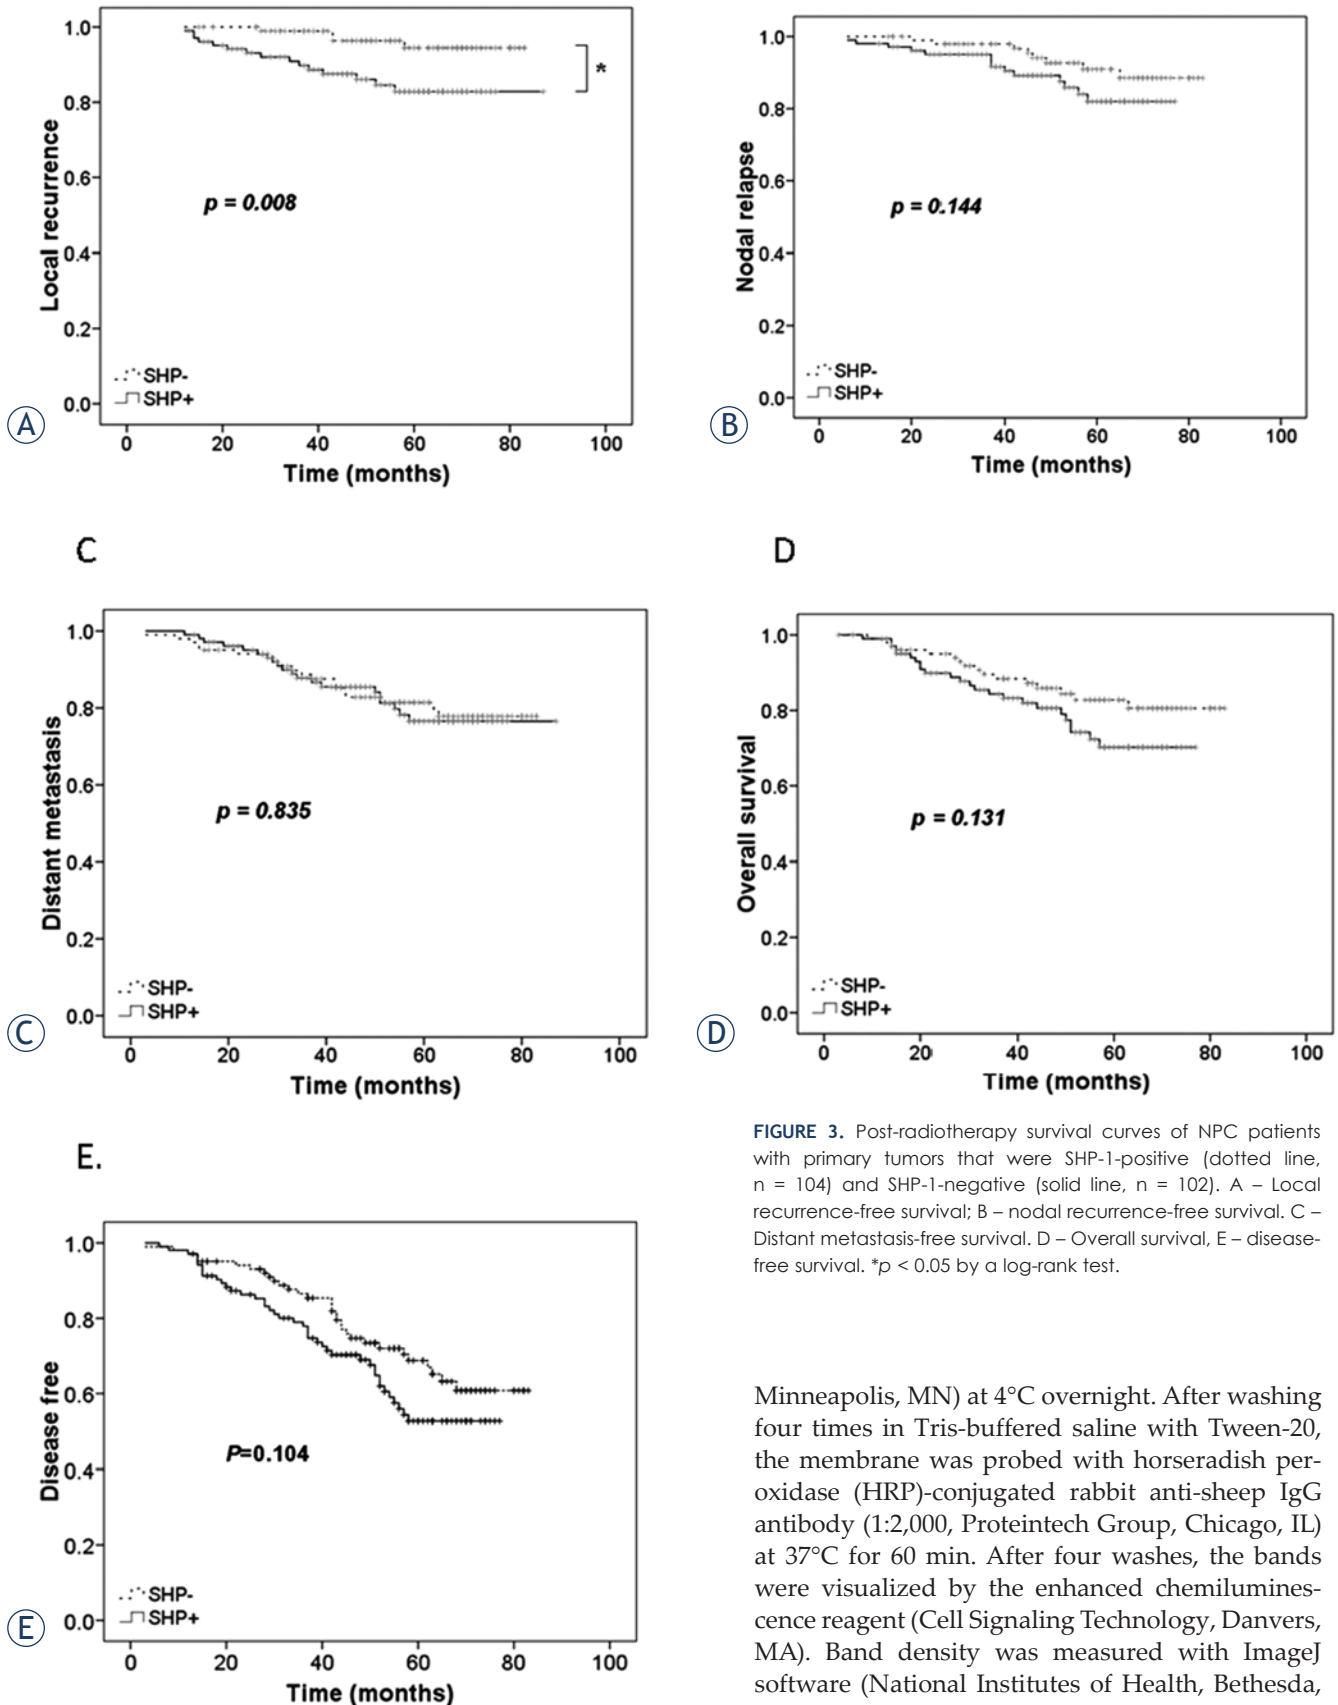 1.0
0.8
0.6
0.4
0.2
0.0
Local recurrence
*
p = 0.008
SHP-
SHP+
0 20 40 60 80 100
Time (months)
A
1.0
0.8
0.6
0.4
0.2
0.0
Nodal relapse
p = 0.144
SHP-
SHP+
0 20 40 60 80 100
Time (months)
B
C
1.0
0.8
0.6
0.4
0.2
0.0
Distant metastasis
p = 0.835
SHP-
SHP+
0 20 40 60 80 100
Time (months)
C
D
1.0
0.8
0.6
0.4
0.2
0.0
Overall survival
p = 0.131
SHP-
SHP+
0 20 40 60 80 100
Time (months)
D
E.
1.0
0.8
0.6
0.4
0.2
0.0
Disease free
P=0.104
SHP-
SHP+
0 20 40 60 80 100
Time (months)
E
FIGURE 3. Post-radiotherapy survival curves of NPC patients
with primary tumors that were SHP-1-positive (dotted line,
n = 104) and SHP-1-negative (solid line, n = 102). A – Local
recurrence-free survival; B – nodal recurrence-free survival. C –
Distant metastasis-free survival. D – Overall survival, E – disease-
free survival. *p < 0.05 by a log-rank test.
Minneapolis, MN) at 4°C overnight. After washing
four times in Tris-buffered saline with Tween-20,
the membrane was probed with horseradish per-
oxidase (HRP)-conjugated rabbit anti-sheep IgG
antibody (1:2,000, Proteintech Group, Chicago, IL)
at 37°C for 60 min. After four washes, the bands
were visualized by the enhanced chemilumines-
cence reagent (Cell Signaling Technology, Danvers,
MA). Band density was measured with ImageJ
software (National Institutes of Health, Bethesda,